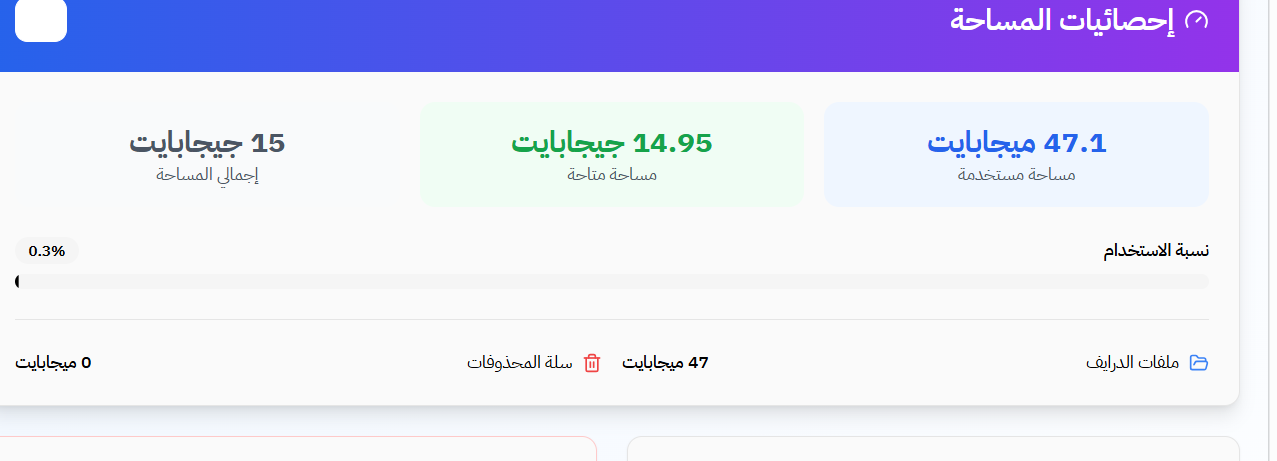 إحصائيات المساحة
47.1 ميجابايت
مساحة مستخدمة
14.95 جيجابايت
مساحة متاحة
15 جيجابايت
إجمالي المساحة
نسبة الاستخدام
0.3%
ملفات الدرايف
47 ميجابايت
سلة المحذوفات
0 ميجابايت